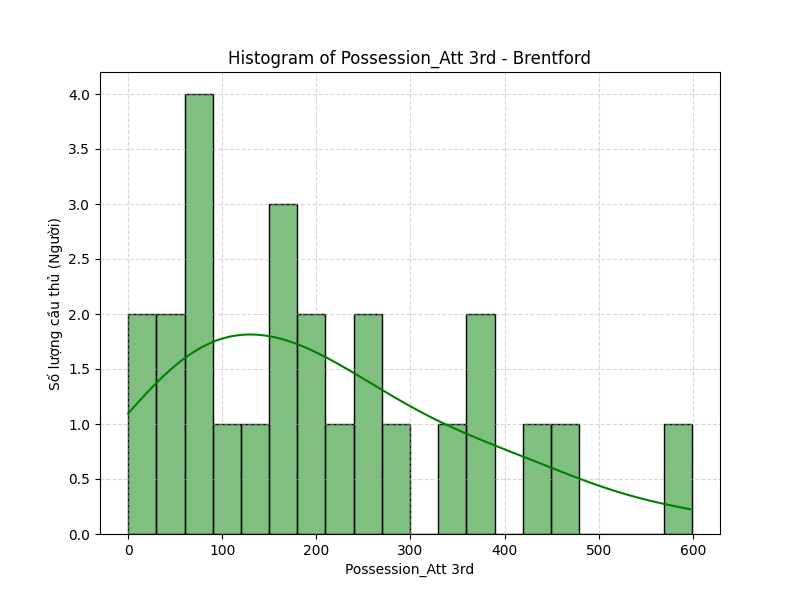 Histogram of Possession_Att 3rd - Brentford
Số lượng cầu thủ (Người)
4.0
3.5
3.0
2.5
2.0
1.5
1.0
0.5
0.0
0 100 200 300 400 500 600
Possession_Att 3rd